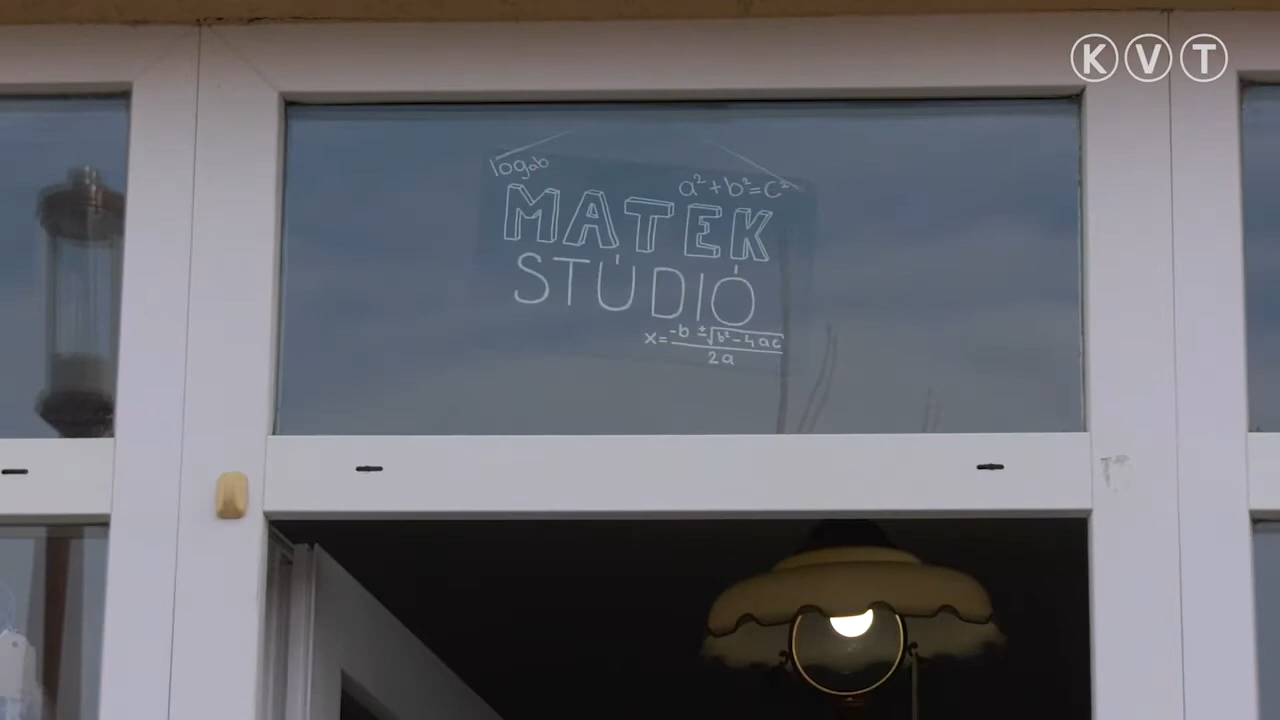 KVT
logab
a²+b²=c²
MATEK
STÚDIÓ
x=-b±√b²-4ac
2a